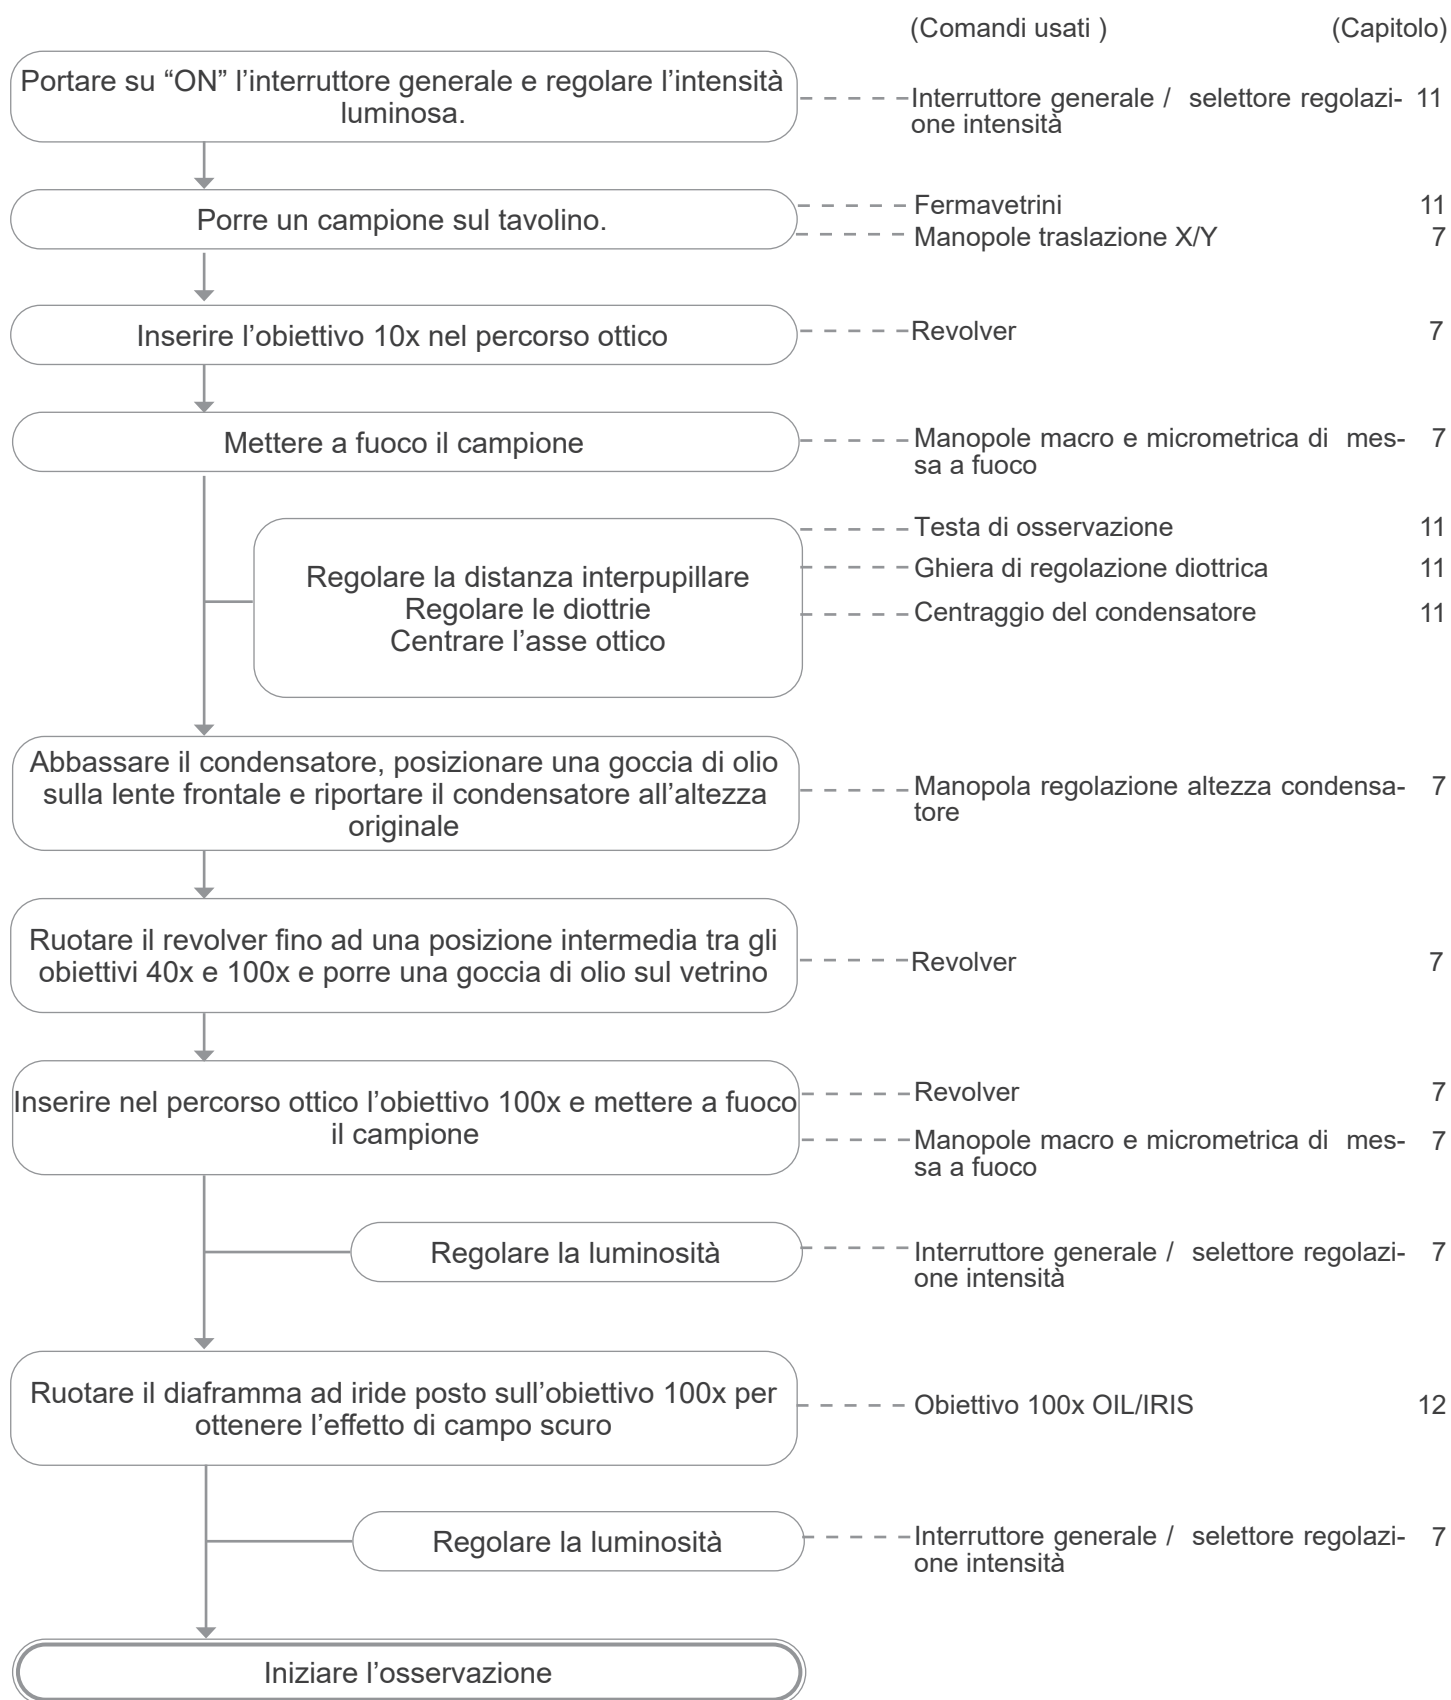 (Comandi usati )
(Capitolo)
Portare su “ON” l’interruttore generale e regolare l’intensità
luminosa.
Interruttore generale / selettore regolazi-
one intensità
11
Porre un campione sul tavolino.
Fermavetrini
11
Manopole traslazione X/Y
7
Inserire l’obiettivo 10x nel percorso ottico
Revolver
7
Mettere a fuoco il campione
Manopole macro e micrometrica di mes-
sa a fuoco
7
Regolare la distanza interpupillare
Regolare le diottrie
Centrare l’asse ottico
Testa di osservazione
11
Ghiera di regolazione diottrica
11
Centraggio del condensatore
11
Abbassare il condensatore, posizionare una goccia di olio
sulla lente frontale e riportare il condensatore all’altezza
originale
Manopola regolazione altezza condensa-
tore
7
Ruotare il revolver fino ad una posizione intermedia tra gli
obiettivi 40x e 100x e porre una goccia di olio sul vetrino
Revolver
7
Inserire nel percorso ottico l’obiettivo 100x e mettere a fuoco
il campione
Revolver
7
Manopole macro e micrometrica di mes-
sa a fuoco
7
Regolare la luminosità
Interruttore generale / selettore regolazi-
one intensità
7
Ruotare il diaframma ad iride posto sull’obiettivo 100x per
ottenere l’effetto di campo scuro
Obiettivo 100x OIL/IRIS
12
Regolare la luminosità
Interruttore generale / selettore regolazi-
one intensità
7
Iniziare l’osservazione